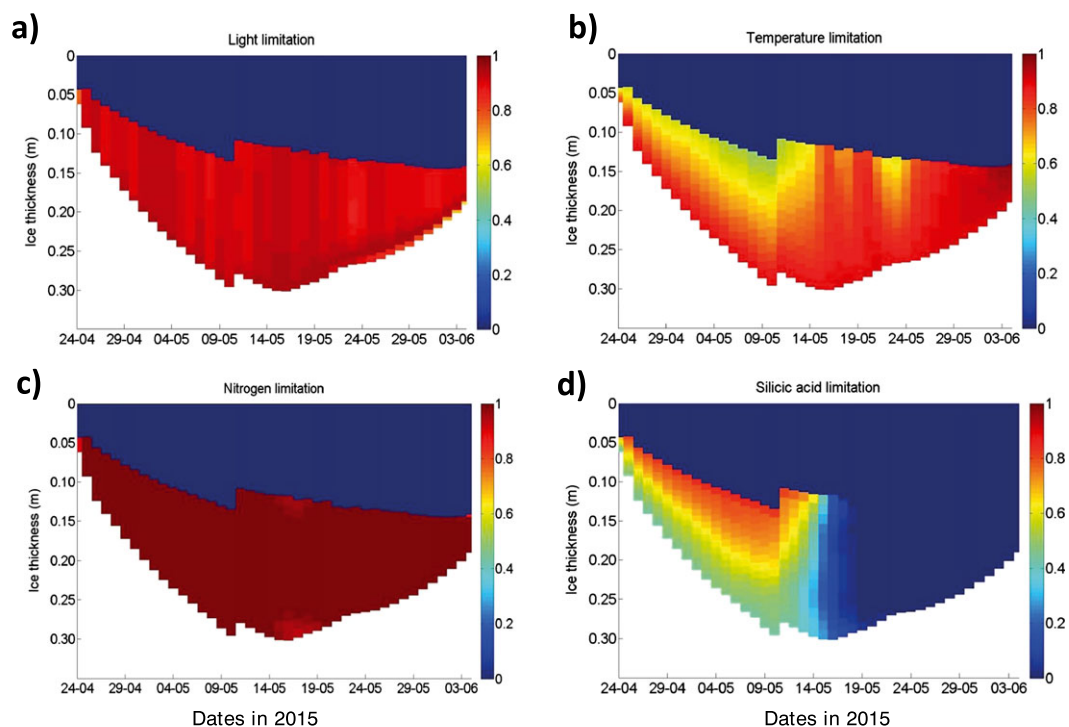 a)
Light limitation
Ice thickness (m)
0
0.05
0.10
0.15
0.20
0.25
0.30
24-04 29-04 04-05 09-05 14-05 19-05 24-05 29-05 03-06
1
0.8
0.6
0.4
0.2
0
b)
Temperature limitation
Ice thickness (m)
0
0.05
0.10
0.15
0.20
0.25
0.30
24-04 29-04 04-05 09-05 14-05 19-05 24-05 29-05 03-06
1
0.8
0.6
0.4
0.2
0
c)
Nitrogen limitation
Ice thickness (m)
0
0.05
0.10
0.15
0.20
0.25
0.30
24-04 29-04 04-05 09-05 14-05 19-05 24-05 29-05 03-06
Dates in 2015
1
0.8
0.6
0.4
0.2
0
d)
Silicic acid limitation
Ice thickness (m)
0
0.05
0.10
0.15
0.20
0.25
0.30
24-04 29-04 04-05 09-05 14-05 19-05 24-05 29-05 03-06
Dates in 2015
1
0.8
0.6
0.4
0.2
0